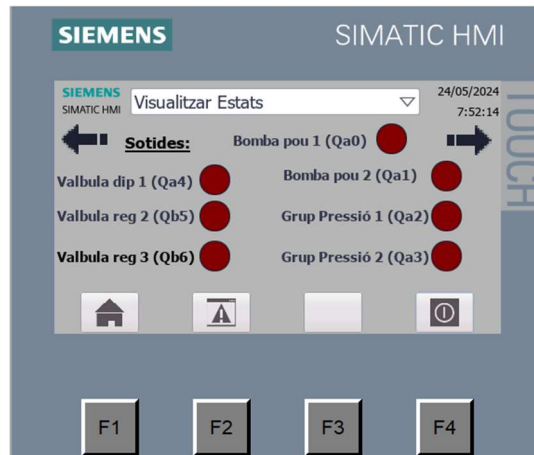 SIEMENS SIMATIC HMI
TOUCH
SIEMENS
SIMATIC HMI
Visualitzar Estats
24/05/2024
7:52:14
Sotides:
Bomba pou 1 (Qa0)
Valbula dip 1 (Qa4)
Bomba pou 2 (Qa1)
Valbula reg 2 (Qb5)
Grup Pressió 1 (Qa2)
Valbula reg 3 (Qb6)
Grup Pressió 2 (Qa3)
F1 F2 F3 F4